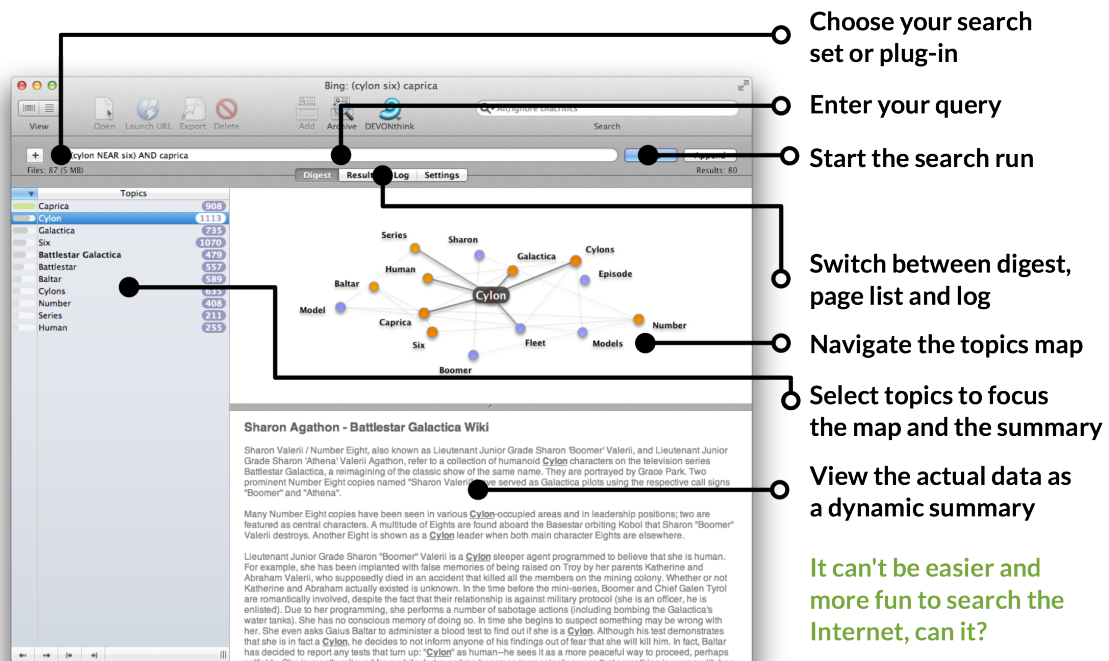 Choose your search
set or plug-in
Enter your query
Start the search run
Switch between digest,
page list and log
Navigate the topics map
Select topics to focus
the map and the summary
View the actual data as
a dynamic summary
It can't be easier and
more fun to search the
Internet, can it?
Bing: (cylon six) caprica
View
Open
Launch URL
Export
Delete
Add
Archive
DEVONthink
All/Ignore Diacritics
Search
+
(cylon NEAR six) AND caprica
Append
Files: 87 (5 MB)
Digest
Results
Log
Settings
Results: 80
Topics
Caprica 908
Cylon 1113
Galactica 735
Six 1070
Battlestar Galactica 479
Battlestar 557
Baltar 589
Cylons 635
Number 408
Series 211
Human 255
Series
Sharon
Cylons
Galactica
Human
Episode
Baltar
Cylon
Model
Caprica
Number
Six
Fleet
Models
Boomer
Sharon Agathon - Battlestar Galactica Wiki
Sharon Valerii / Number Eight, also known as Lieutenant Junior Grade Sharon 'Boomer' Valerii, and Lieutenant Junior
Grade Sharon 'Athena' Valerii Agathon, refer to a collection of humanoid Cylon characters on the television series
Battlestar Galactica, a reimagining of the classic show of the same name. They are portrayed by Grace Park. Two
prominent Number Eight copies named "Sharon Valerii" have served as Galactica pilots using the respective call signs
"Boomer" and "Athena".
Many Number Eight copies have been seen in various Cylon-occupied areas and in leadership positions; two are
featured as central characters. A multitude of Eights are found aboard the Basestar orbiting Kobol that Sharon "Boomer"
Valerii destroys. Another Eight is shown as a Cylon leader when both main character Eights are elsewhere.
Lieutenant Junior Grade Sharon "Boomer" Valerii is a Cylon sleeper agent programmed to believe that she is human.
For example, she has been implanted with false memories of being raised on Troy by her parents Katherine and
Abraham Valerii, who supposedly died in an accident that killed all the members on the mining colony. Whether or not
Katherine and Abraham actually existed is unknown. In the time before the mini-series, Boomer and Chief Galen Tyrol
are romantically involved, despite the fact that their relationship is against military protocol (she is an officer, he is
enlisted). Due to her programming, she performs a number of sabotage actions (including bombing the Galactica's
water tanks). She has no conscious memory of doing so. In time she begins to suspect something may be wrong with
her. She even asks Gaius Baltar to administer a blood test to find out if she is a Cylon. Although his test demonstrates
that she is in fact a Cylon, he decides to not inform anyone of his findings out of fear that she will kill him. In fact, Baltar
has decided to report any tests that turn up: "Cylon" as human—he sees it as a more peaceful way to proceed, perhaps